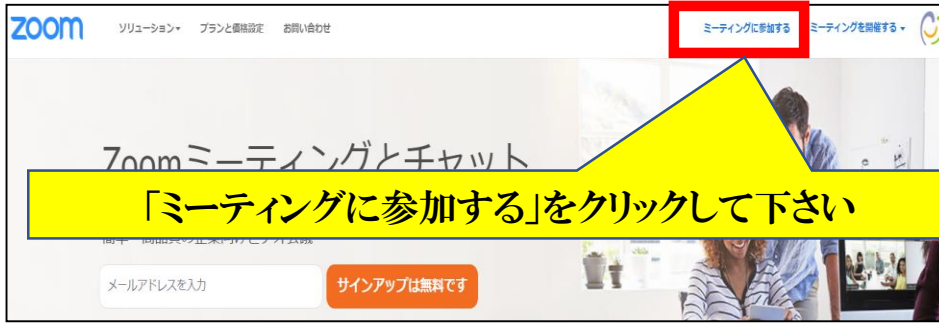 zoom
ソリューション▾ プランと価格設定 お問い合わせ ミーティングに参加する ミーティングを開催する ▾
Zoomミーティングとチャット
「ミーティングに参加する」をクリックして下さい
メールアドレスを入力 サインアップは無料です